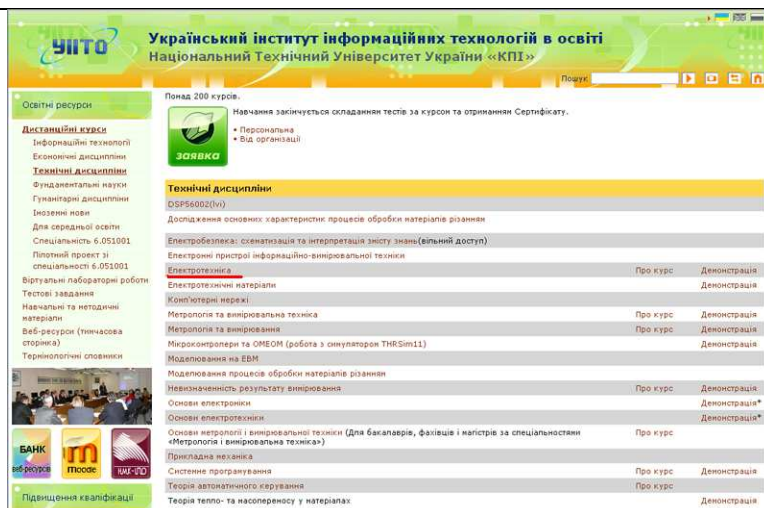 УІІТО
Український інститут інформаційних технологій в освіті
Національний Технічний Університет України «КПІ»
Пошук
Освітні ресурси
Дистанційні курси
Інформаційні технології
Економічні дисципліни
Технічні дисципліни
Фундаментальні науки
Гуманітарні дисципліни
Іноземні мови
Для середньої освіти
Спеціальність 6.051001
Пілотний проект зі
спеціальності 6.051001
Віртуальні лабораторні роботи
Тестові завдання
Навчальні та методичні
матеріали
Веб-ресурси (тимчасова
сторінка)
Термінологічні словники
БАНК
веб-ресурсів
moodle
Підвищення кваліфікації
Понад 200 курсів.
Навчання закінчується складанням тестів за курсом та отриманням Сертифікату.
• Персональна
• Від організації
заявка
Технічні дисципліни
DSP56002(lvi)
Дослідження основних характеристик процесів обробки матеріалів різанням
Електробезпека: схематизація та інтерпретація змісту знань(вільний доступ)
Електронні пристрої інформаційно-вимірювальної техніки
Електротехніка Про курс Демонстрація
Електротехнічні матеріали Демонстрація
Комп'ютерні мережі
Метрологія та вимірювальна техніка Про курс Демонстрація
Метрологія та вимірювання Про курс Демонстрація
Мікроконтролери та ОМЕОМ (робота з симулятором THRSim11) Демонстрація
Моделювання на ЕВМ
Моделювання процесів обробки матеріалів різанням
Невизначеність результату вимірювання Про курс Демонстрація
Основи електроніки Демонстрація*
Основи електротехніки Демонстрація*
Основи метрології і вимірювальної техніки (Для бакалаврів, фахівців і магістрів за спеціальностями Про курс
«Метрологія і вимірювальна техніка»)
Прикладна механіка
Системне програмування Про курс Демонстрація
Теорія автоматичного керування Про курс
Теорія тепло- та масопереносу у матеріалах Демонстрація